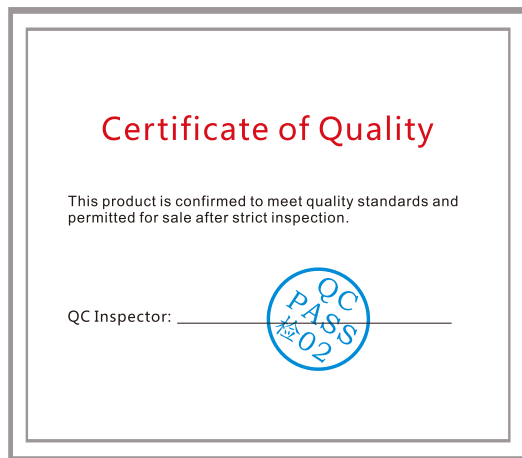 Certificate of Quality
This product is confirmed to meet quality standards and
permitted for sale after strict inspection.
QC Inspector:
QC
PASS
检02